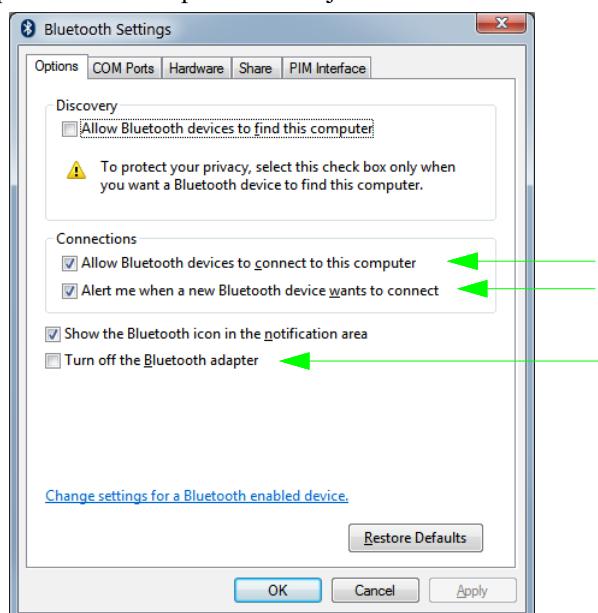 Bluetooth Settings
Options COM Ports Hardware Share PIM Interface
Discovery
Allow Bluetooth devices to find this computer
To protect your privacy, select this check box only when
you want a Bluetooth device to find this computer.
Connections
Allow Bluetooth devices to connect to this computer
Alert me when a new Bluetooth device wants to connect
Show the Bluetooth icon in the notification area
Turn off the Bluetooth adapter
Change settings for a Bluetooth enabled device.
Restore Defaults
OK Cancel Apply